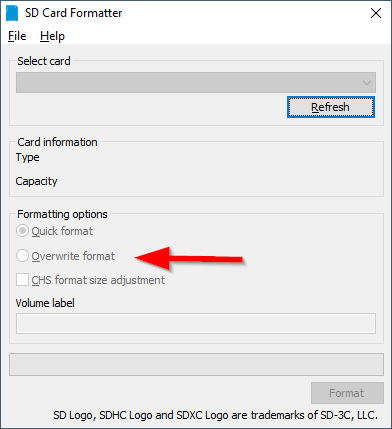 SD Card Formatter
File Help
Select card
Refresh
Card information
Type
Capacity
Formatting options
Quick format
Overwrite format
CHS format size adjustment
Volume label
Format
SD Logo, SDHC Logo and SDXC Logo are trademarks of SD-3C, LLC.